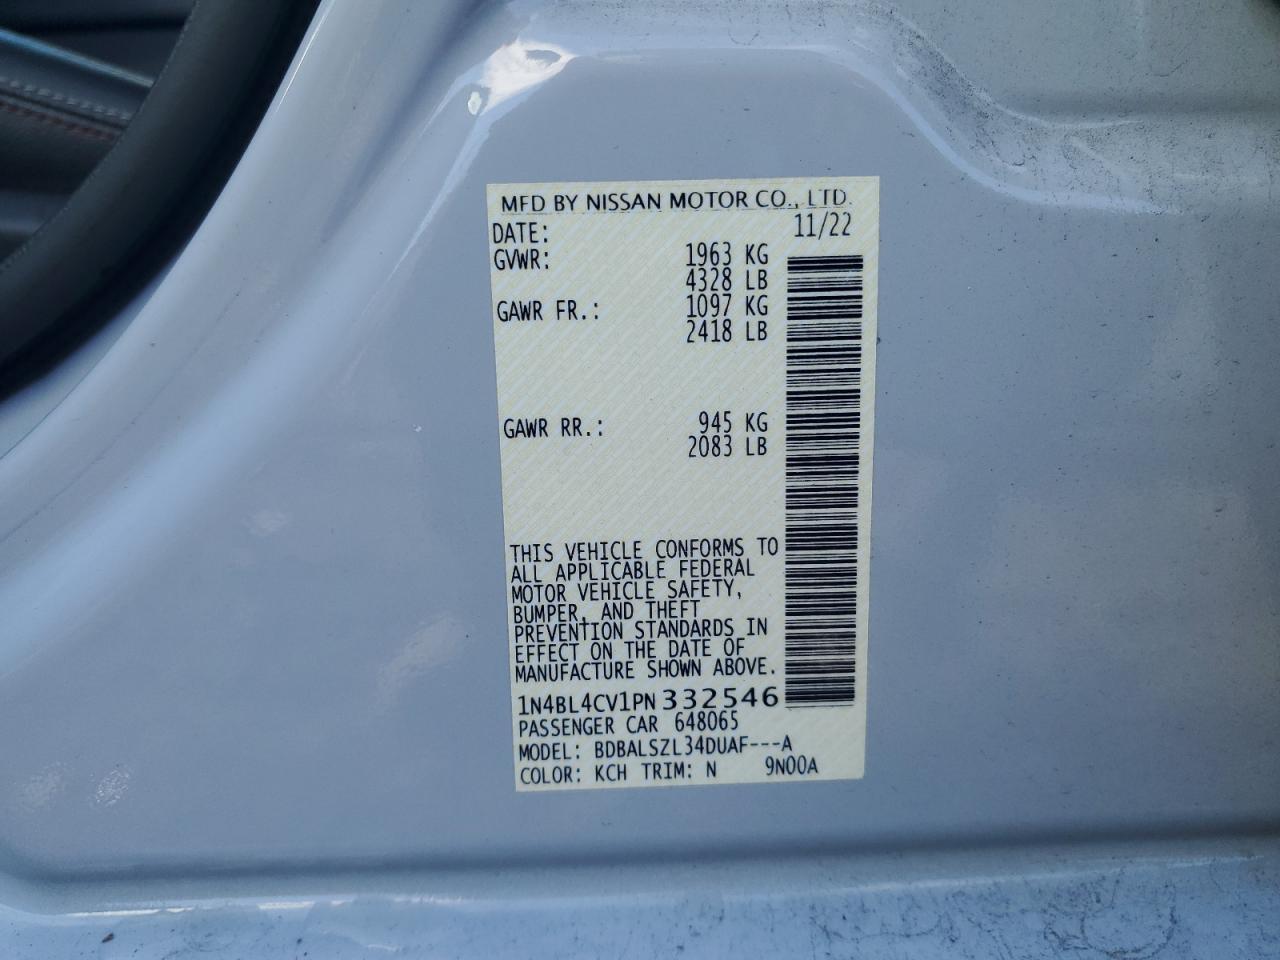 MFD BY NISSAN MOTOR CO., LTD.
DATE: 11/22
GVWR: 1963 KG
4328 LB
GAWR FR.: 1097 KG
2418 LB
GAWR RR.: 945 KG
2083 LB
THIS VEHICLE CONFORMS TO
ALL APPLICABLE FEDERAL
MOTOR VEHICLE SAFETY,
BUMPER, AND THEFT
PREVENTION STANDARDS IN
EFFECT ON THE DATE OF
MANUFACTURE SHOWN ABOVE.
1N4BL4CV1PN332546
PASSENGER CAR 648065
MODEL: BDBALSZL34DUAF---A
COLOR: KCH TRIM: N 9N00A